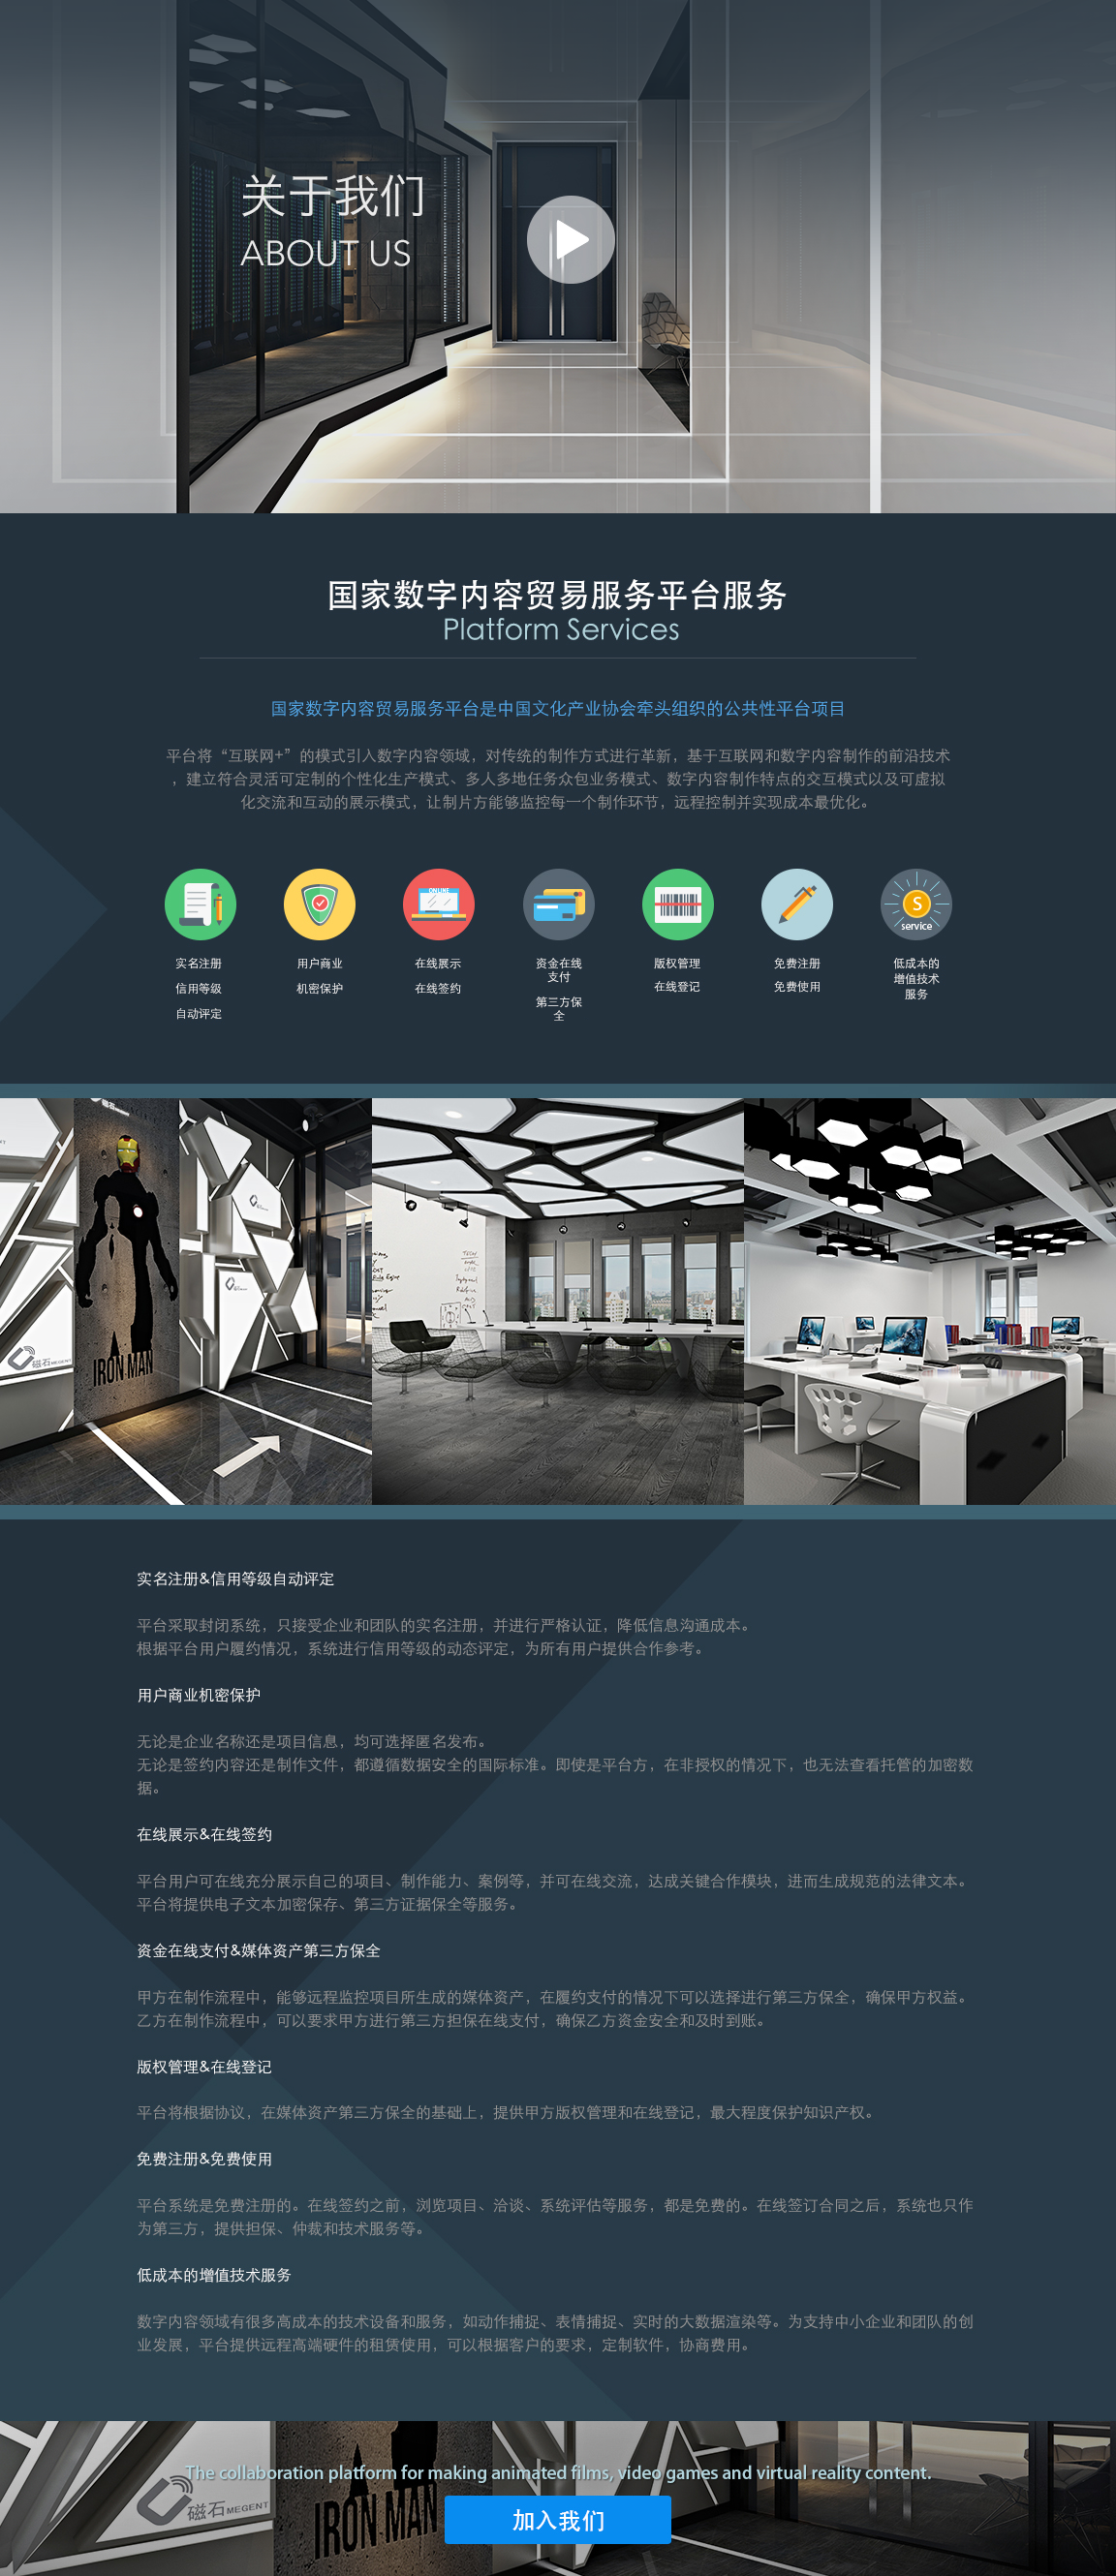 关于我们
ABOUT US
国家数字内容贸易服务平台服务
Platform Services
国家数字内容贸易服务平台是中国文化产业协会牵头组织的公共性平台项目
平台将“互联网+”的模式引入数字内容领域，对传统的制作方式进行革新，基于互联网和数字内容制作的前沿技术
，建立符合灵活可定制的个性化生产模式、多人多地任务众包业务模式、数字内容制作特点的交互模式以及可虚拟
化交流和互动的展示模式，让制片方能够监控每一个制作环节，远程控制并实现成本最优化。
ONLINE
S
service
实名注册
信用等级
自动评定
用户商业
机密保护
在线展示
在线签约
资金在线
支付
第三方保
全
版权管理
在线登记
免费注册
免费使用
低成本的
增值技术
服务
IRON MAN
磁石MEGENT
实名注册&信用等级自动评定
平台采取封闭系统，只接受企业和团队的实名注册，并进行严格认证，降低信息沟通成本。
根据平台用户履约情况，系统进行信用等级的动态评定，为所有用户提供合作参考。
用户商业机密保护
无论是企业名称还是项目信息，均可选择匿名发布。
无论是签约内容还是制作文件，都遵循数据安全的国际标准。即使是平台方，在非授权的情况下，也无法查看托管的加密数
据。
在线展示&在线签约
平台用户可在线充分展示自己的项目、制作能力、案例等，并可在线交流，达成关键合作模块，进而生成规范的法律文本。
平台将提供电子文本加密保存、第三方证据保全等服务。
资金在线支付&媒体资产第三方保全
甲方在制作流程中，能够远程监控项目所生成的媒体资产，在履约支付的情况下可以选择进行第三方保全，确保甲方权益。
乙方在制作流程中，可以要求甲方进行第三方担保在线支付，确保乙方资金安全和及时到账。
版权管理&在线登记
平台将根据协议，在媒体资产第三方保全的基础上，提供甲方版权管理和在线登记，最大程度保护知识产权。
免费注册&免费使用
平台系统是免费注册的。在线签约之前，浏览项目、洽谈、系统评估等服务，都是免费的。在线签订合同之后，系统也只作
为第三方，提供担保、仲裁和技术服务等。
低成本的增值技术服务
数字内容领域有很多高成本的技术设备和服务，如动作捕捉、表情捕捉、实时的大数据渲染等。为支持中小企业和团队的创
业发展，平台提供远程高端硬件的租赁使用，可以根据客户的要求，定制软件，协商费用。
The collaboration platform for making animated films, video games and virtual reality content.
磁石MEGENT
IRON MAN
加入我们